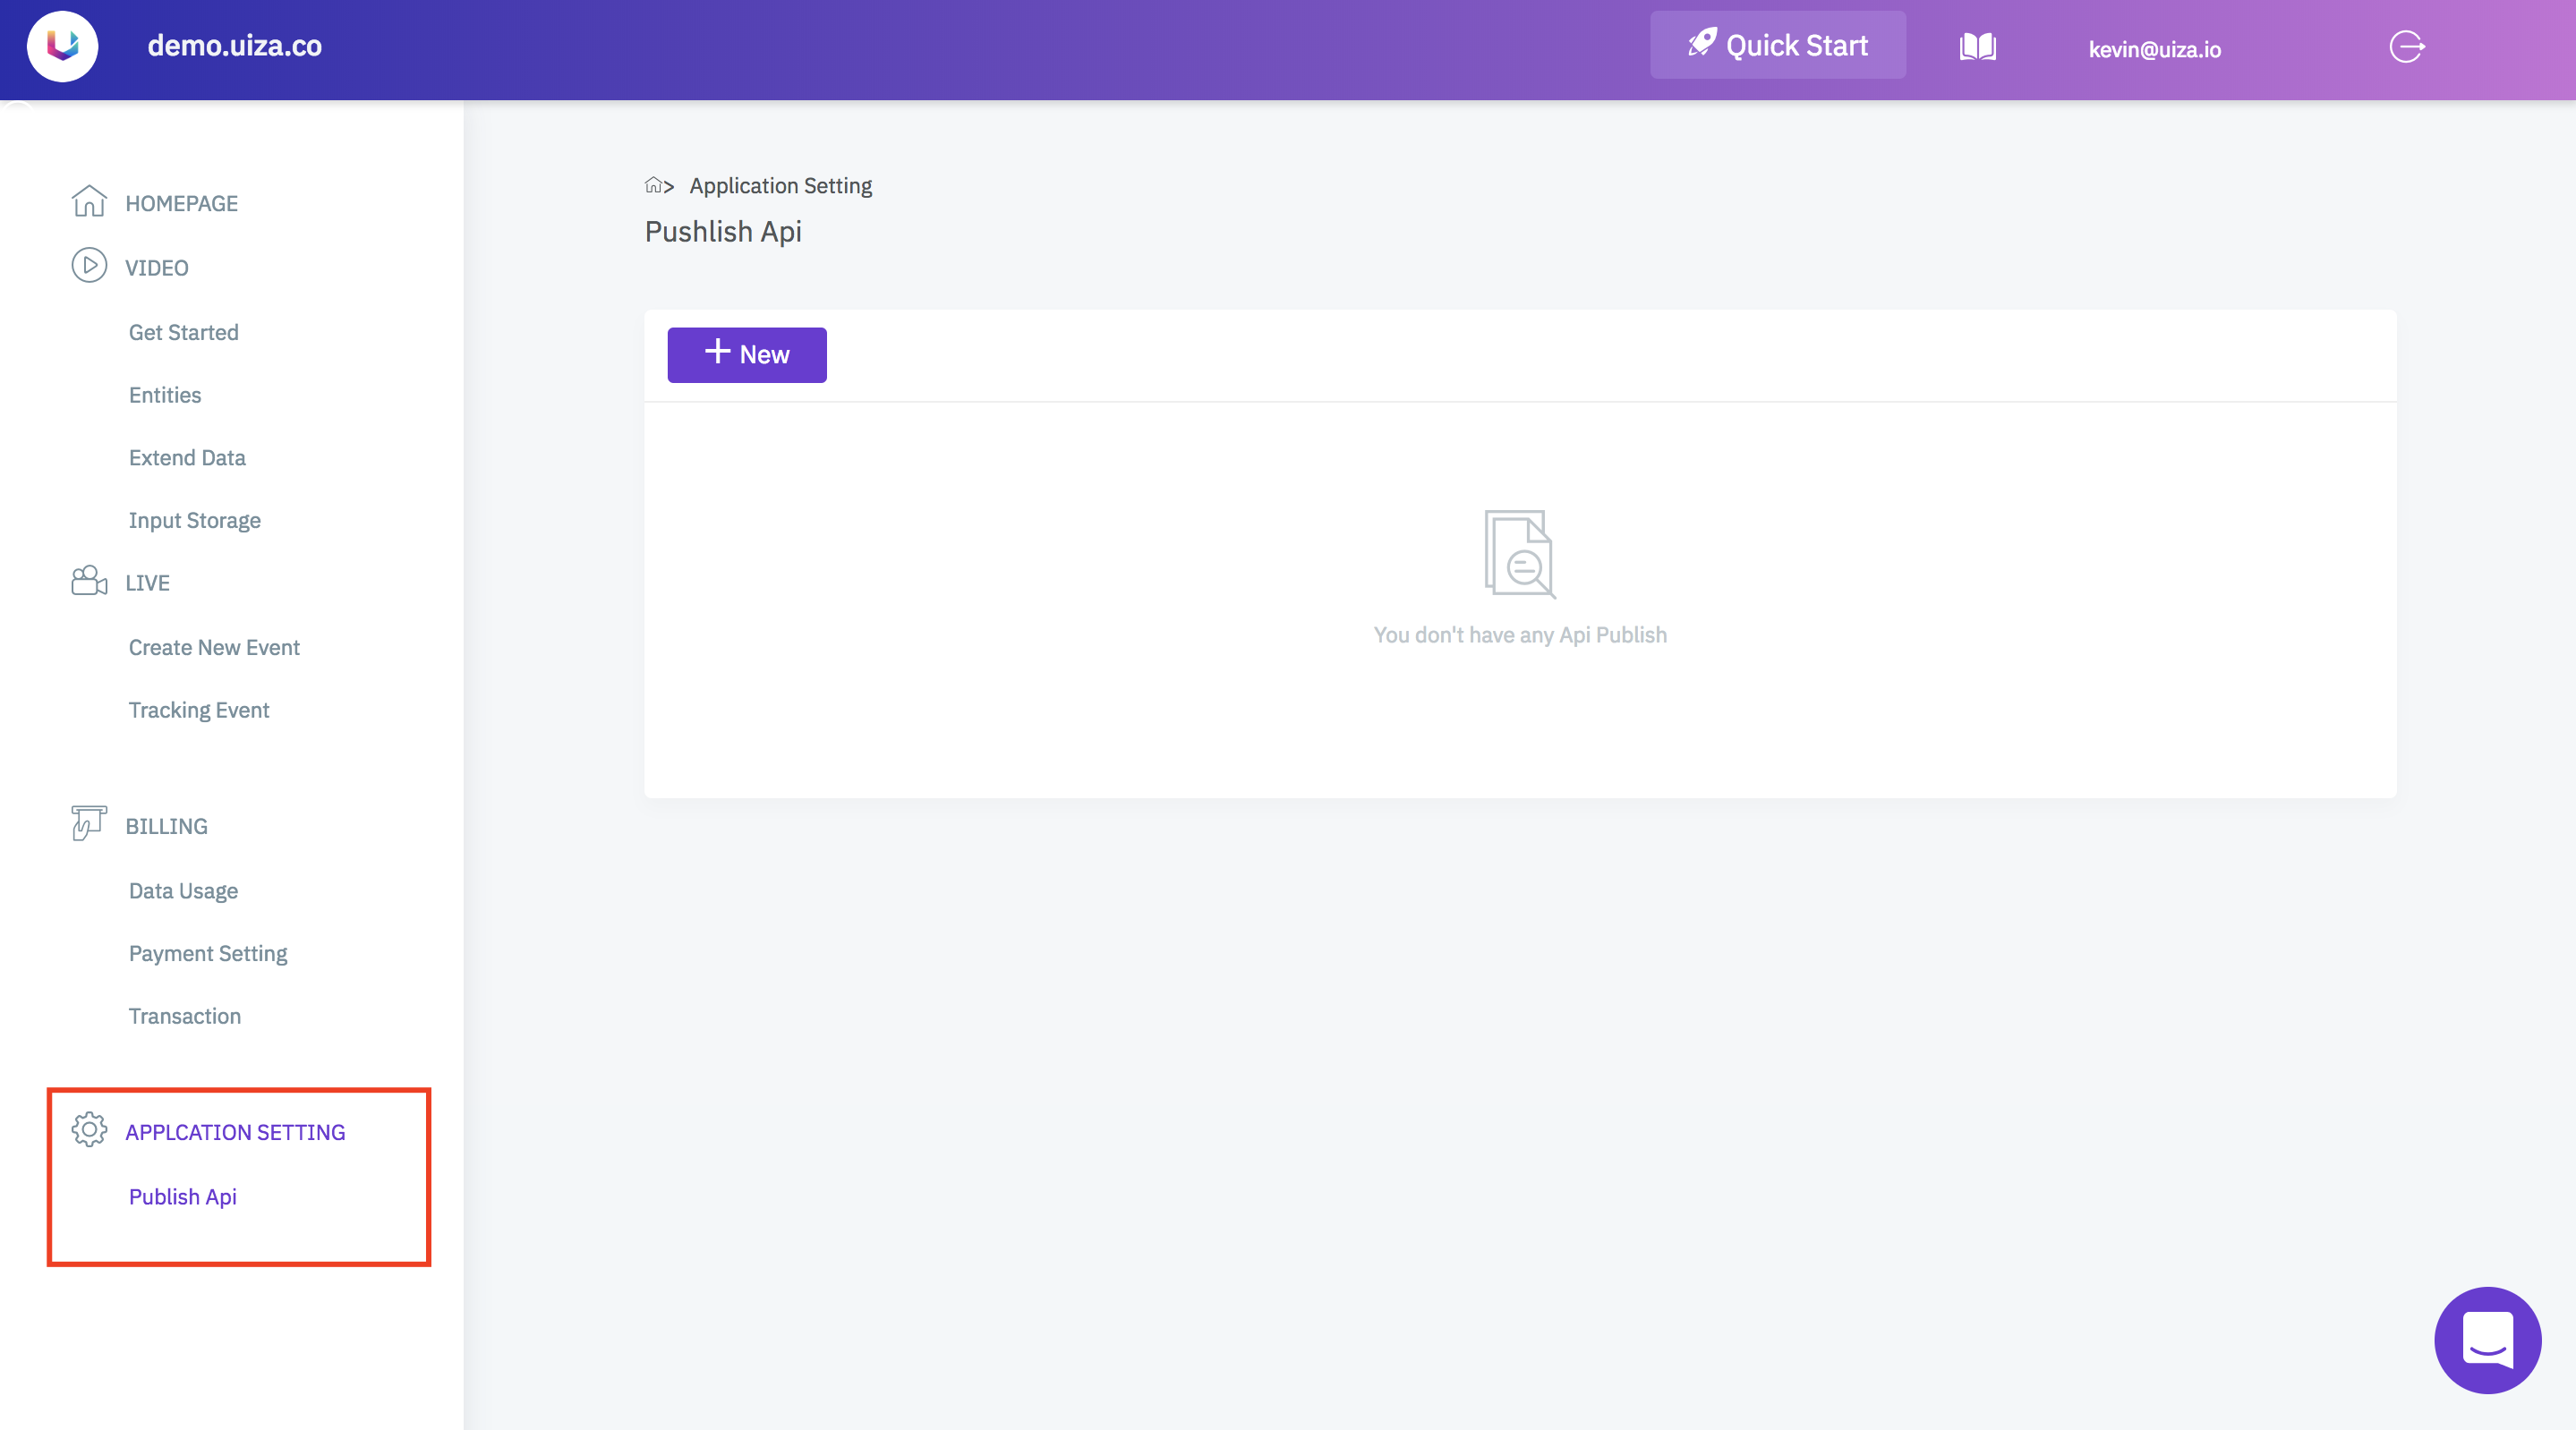 demo.uiza.co
Quick Start
kevin@uiza.io
HOMEPAGE
VIDEO
Get Started
Entities
Extend Data
Input Storage
LIVE
Create New Event
Tracking Event
BILLING
Data Usage
Payment Setting
Transaction
APPLCATION SETTING
Publish Api
> Application Setting
Pushlish Api
+ New
You don't have any Api Publish